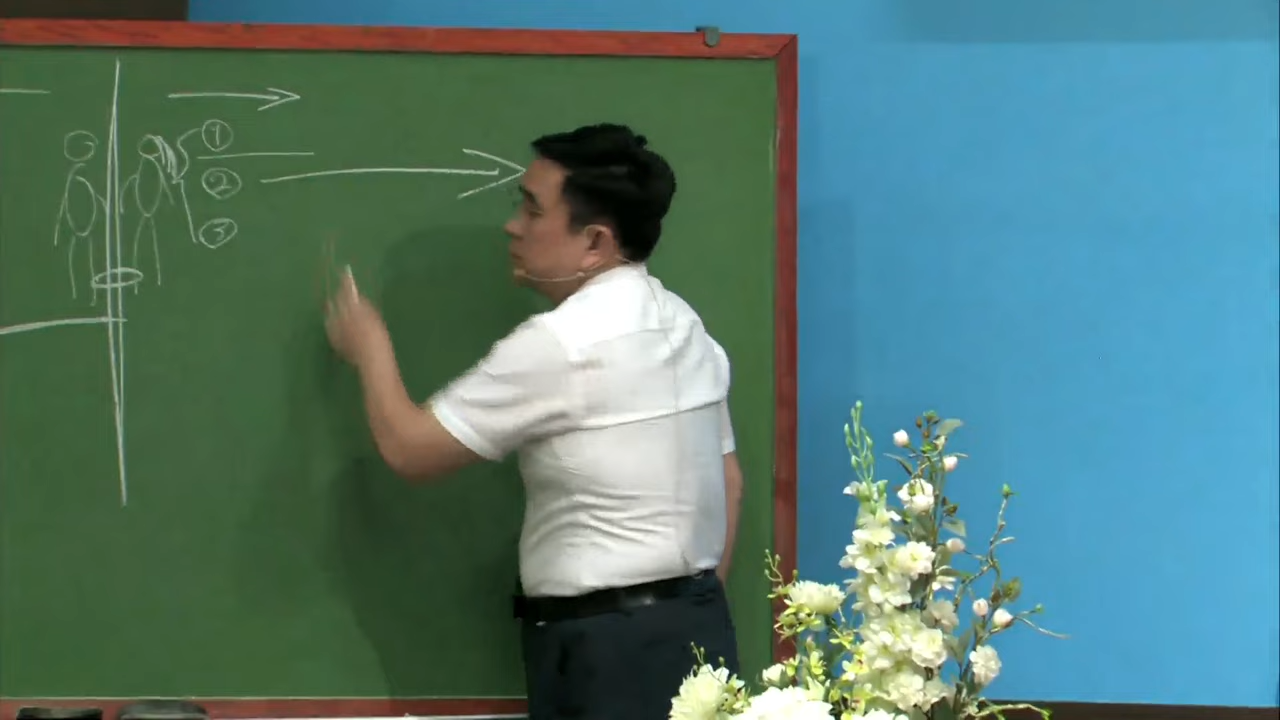 ①
②
③